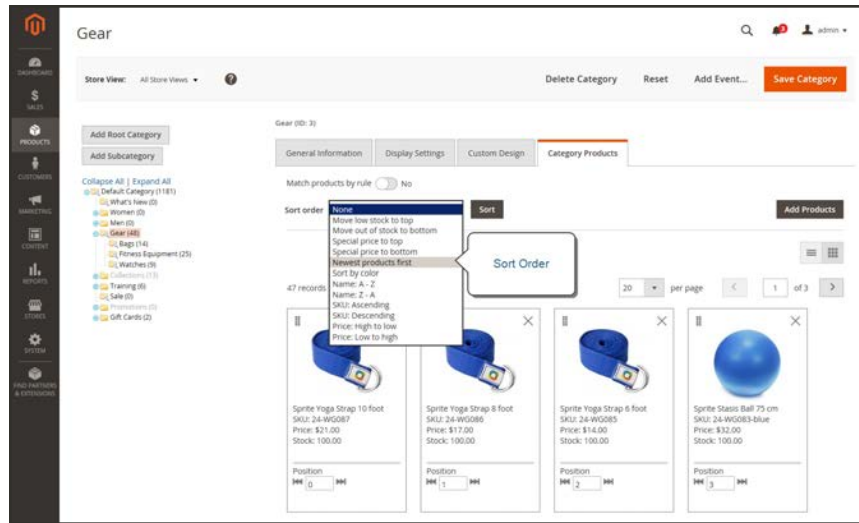 Gear
admin
Store View: All Store Views
?
Delete Category
Reset
Add Event...
Save Category
DASHBOARD
$
SALES
PRODUCTS
CUSTOMERS
MARKETING
CONTENT
REPORTS
STORES
SYSTEM
FIND PARTNERS
& EXTENSIONS
Add Root Category
Add Subcategory
Collapse All | Expand All
Default Category (1181)
What's New (0)
Women (0)
Men (0)
Gear (48)
Bags (14)
Fitness Equipment (25)
Watches (9)
Collections (13)
Training (6)
Sale (0)
Promotions (0)
Gift Cards (2)
Gear (ID: 3)
General Information
Display Settings
Custom Design
Category Products
Match products by rule No
Sort order
None
Move low stock to top
Move out of stock to bottom
Special price to top
Special price to bottom
Newest products first
Sort by color
Name: A - Z
Name: Z - A
SKU: Ascending
SKU: Descending
Price: High to low
Price: Low to high
Sort
Add Products
Sort Order
47 records
20 per page
1 of 3
Sprite Yoga Strap 10 foot
SKU: 24-WG087
Price: $21.00
Stock: 100.00
Position
0
Sprite Yoga Strap 8 foot
SKU: 24-WG086
Price: $17.00
Stock: 100.00
Position
1
Sprite Yoga Strap 6 foot
SKU: 24-WG085
Price: $14.00
Stock: 100.00
Position
2
Sprite Stasis Ball 75 cm
SKU: 24-WG083-blue
Price: $32.00
Stock: 100.00
Position
3